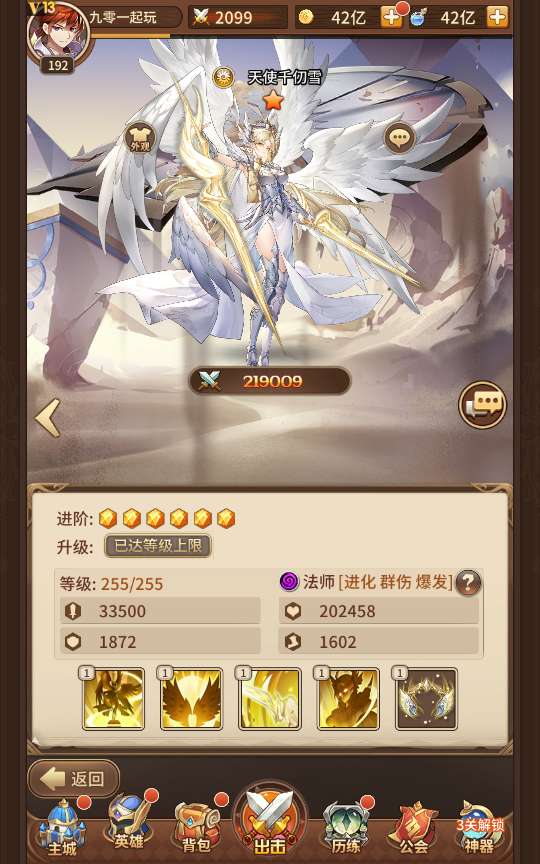 V13
九零一起玩
2099
42亿
42亿
192
天使千仞雪
外观
219009
进阶:
升级: 已达等级上限
等级: 255/255
法师 [进化 群伤 爆发] ?
33500
202458
1872
1602
1 1 1 1 1
返回
主城
英雄
背包
出击
历练
公会
3关解锁
神器